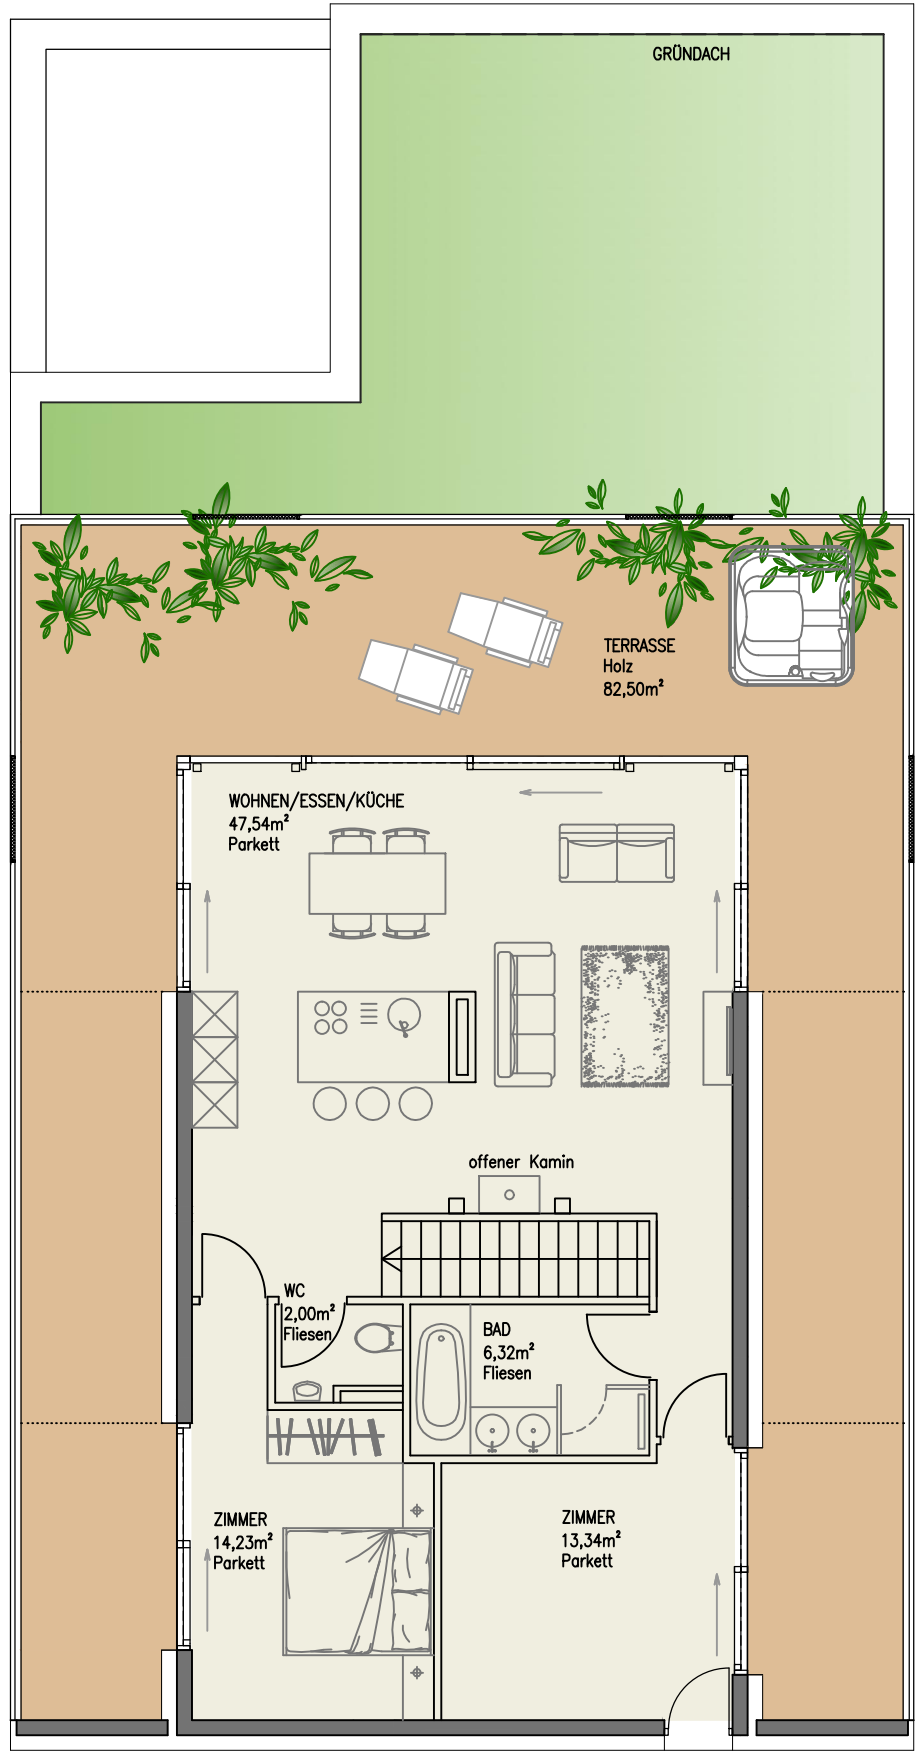 GRÜNDACH
TERRASSE
Holz
82,50m²
WOHNEN/ESSEN/KÜCHE
47,54m²
Parkett
offener Kamin
WC
2,00m²
Fliesen
BAD
6,32m²
Fliesen
ZIMMER
14,23m²
Parkett
ZIMMER
13,34m²
Parkett